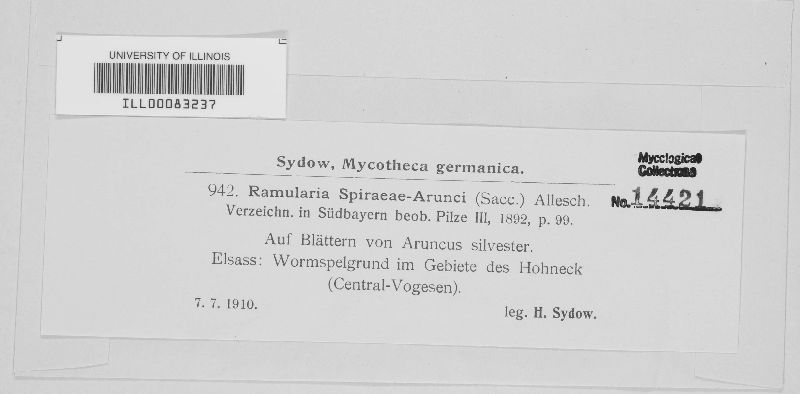 UNIVERSITY OF ILLINOIS
ILL00083237
Sydow, Mycotheca germanica.
Mycological
Collections
No. 14421
942. Ramularia Spiraeae-Arunci (Sacc.) Allesch.
Verzeichn. in Südbayern beob. Pilze III, 1892, p. 99.
Auf Blättern von Aruncus silvester.
Elsass: Wormspelgrund im Gebiete des Hohneck
(Central-Vogesen).
7. 7. 1910.
leg. H. Sydow.